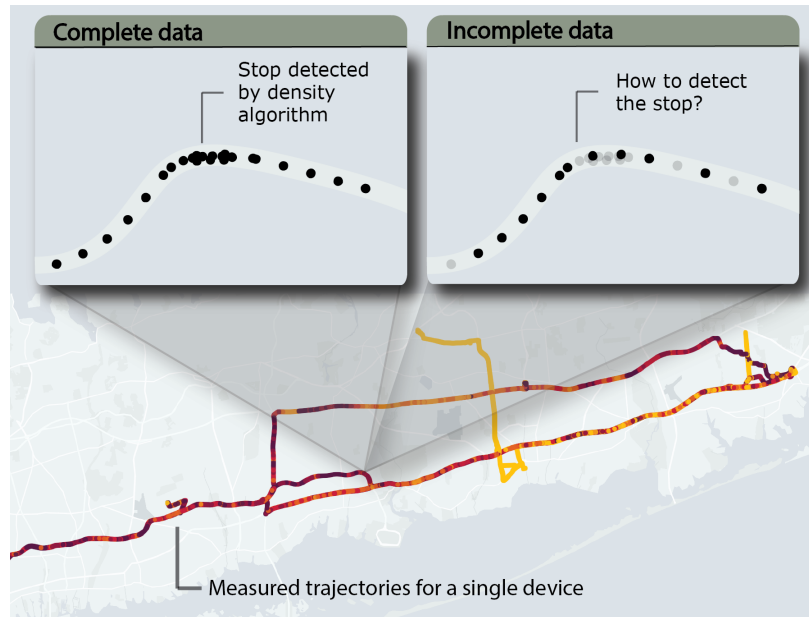 Complete data
Stop detected
by density
algorithm
Incomplete data
How to detect
the stop?
Measured trajectories for a single device